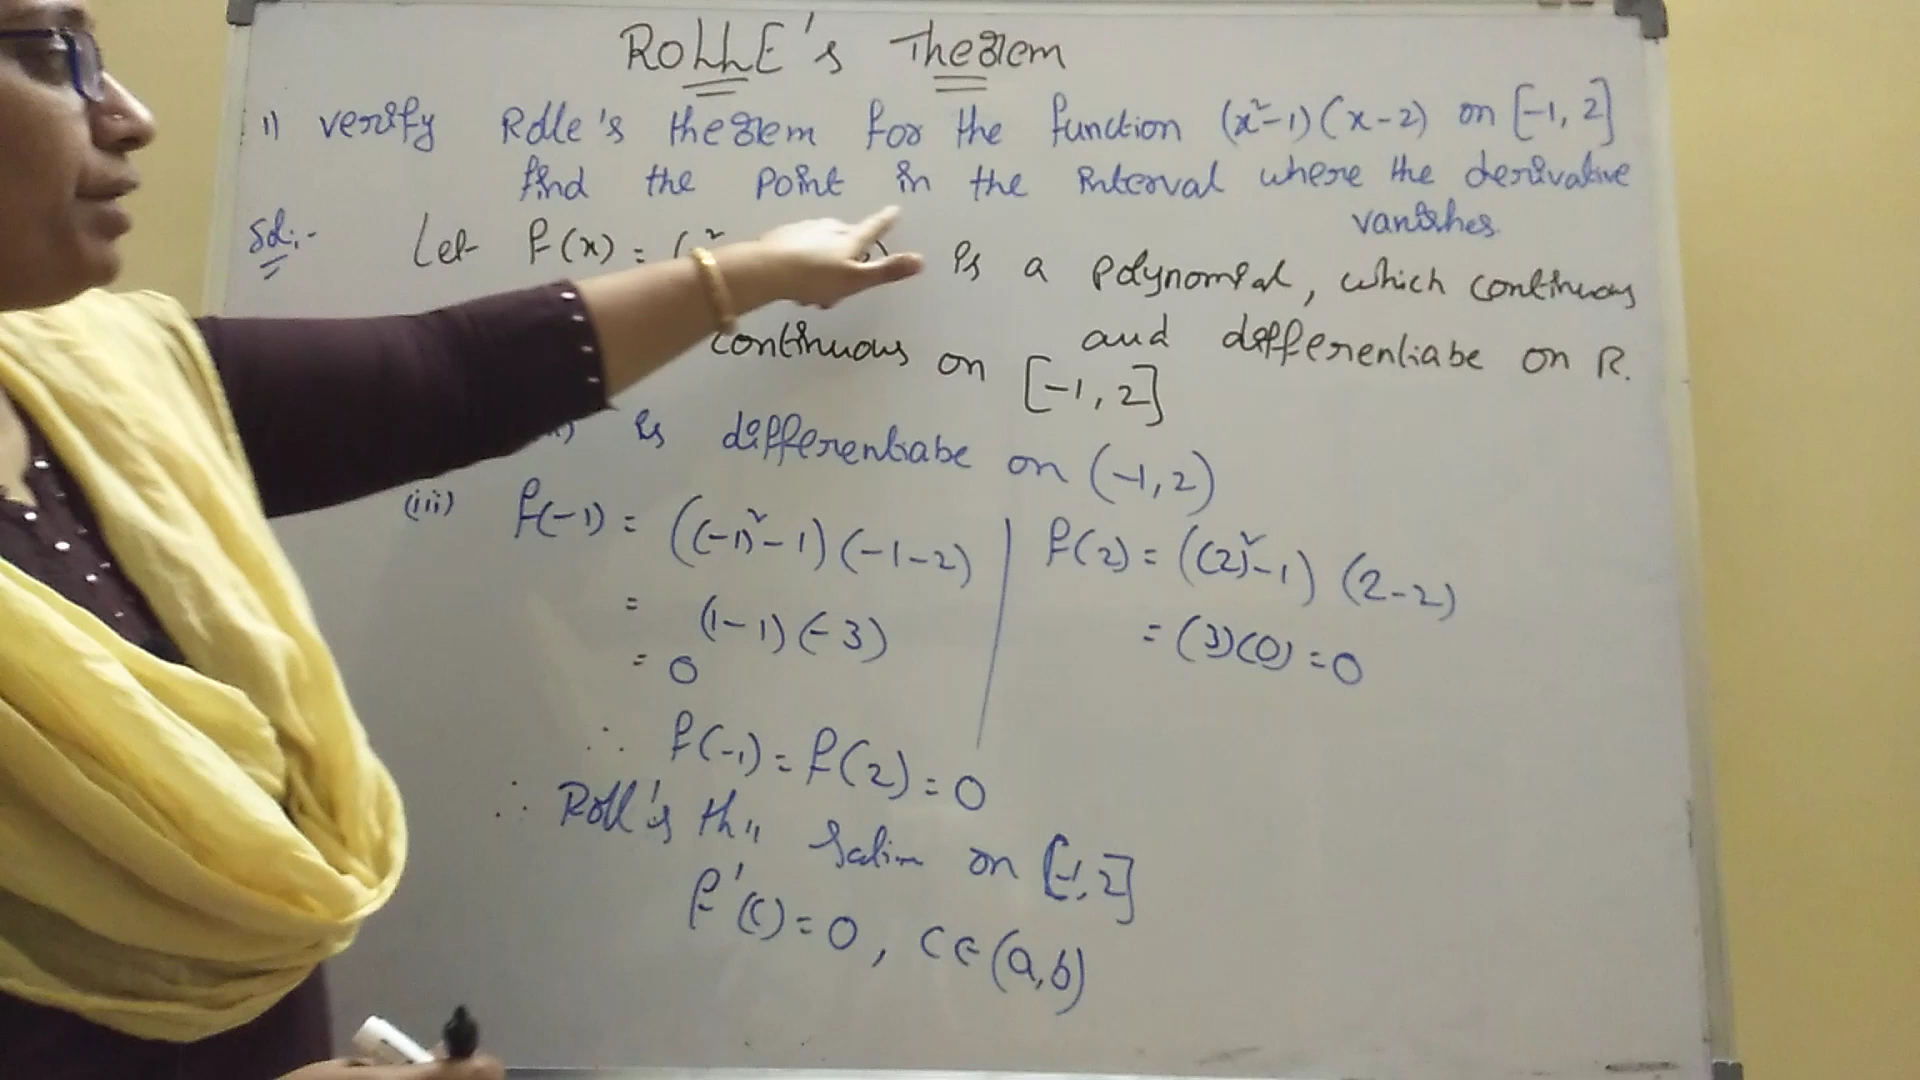 ROLLE's Theorem
1) verify Rolle's theorem for the function (x²-1)(x-2) on [-1, 2]
find the point in the interval where the derivative
vanishes.
Sol:- Let f(x) = (² is a polynomial, which continuous
and differentiabe on R.
continuous on [-1, 2]
is differentiabe on (-1, 2)
(iii) f(-1) = ((-1)²-1)(-1-2) f(2) = ((2)²-1) (2-2)
= (1-1)(-3) = (3)(0) = 0
= 0
∴ f(-1) = f(2) = 0
∴ Roll's th on [-1, 2]
f'(c) = 0, c∈(a,b)